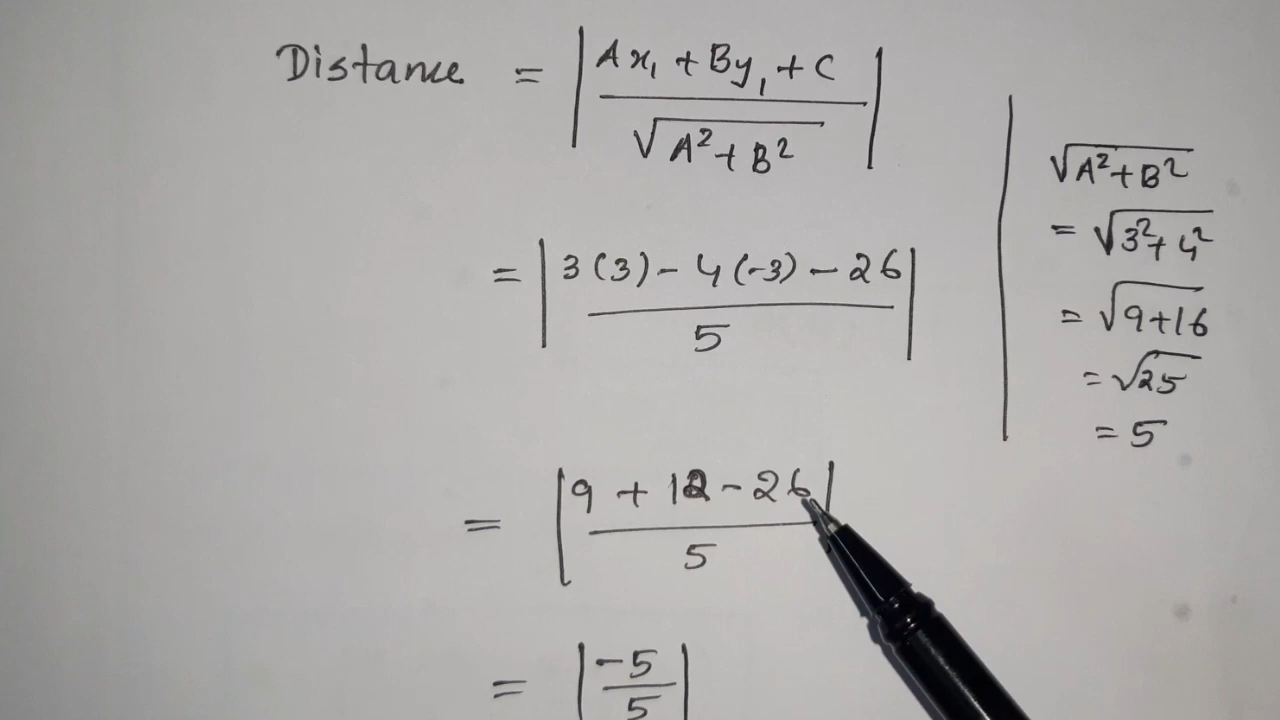 Distance = | Ax₁ + By₁ + C / √A² + B² |
= | 3(3) - 4(-3) - 26 / 5 |
= | 9 + 12 - 26 / 5 |
= | -5 / 5 |
√A² + B²
= √3² + 4²
= √9 + 16
= √25
= 5